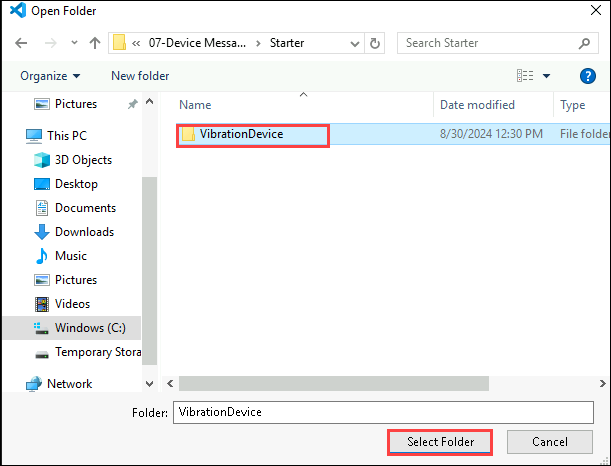 Open Folder
« 07-Device Messa... > Starter
Search Starter
Organize
New folder
?
Pictures
This PC
3D Objects
Desktop
Documents
Downloads
Music
Pictures
Videos
Windows (C:)
Temporary Stora
Network
Name
Date modified
Type
VibrationDevice
8/30/2024 12:30 PM
File folder
Folder:
VibrationDevice
Select Folder
Cancel